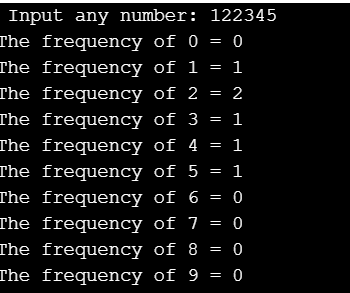 Input any number: 122345
The frequency of 0 = 0
The frequency of 1 = 1
The frequency of 2 = 2
The frequency of 3 = 1
The frequency of 4 = 1
The frequency of 5 = 1
The frequency of 6 = 0
The frequency of 7 = 0
The frequency of 8 = 0
The frequency of 9 = 0